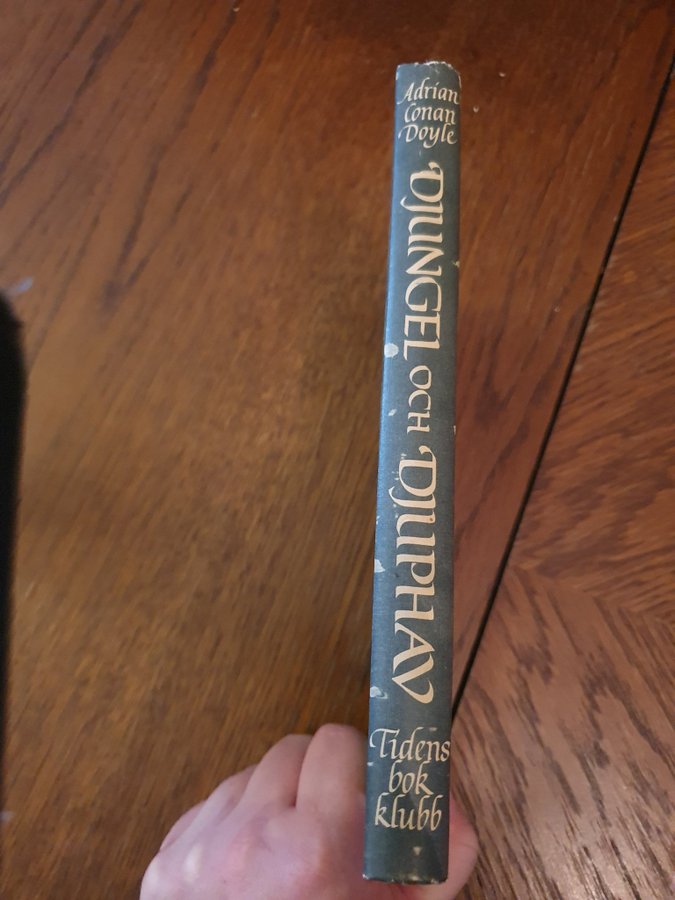 Adrian
Conan
Doyle
DJUNGEL OCH DJUPHAV
Tidens
bok
klubb